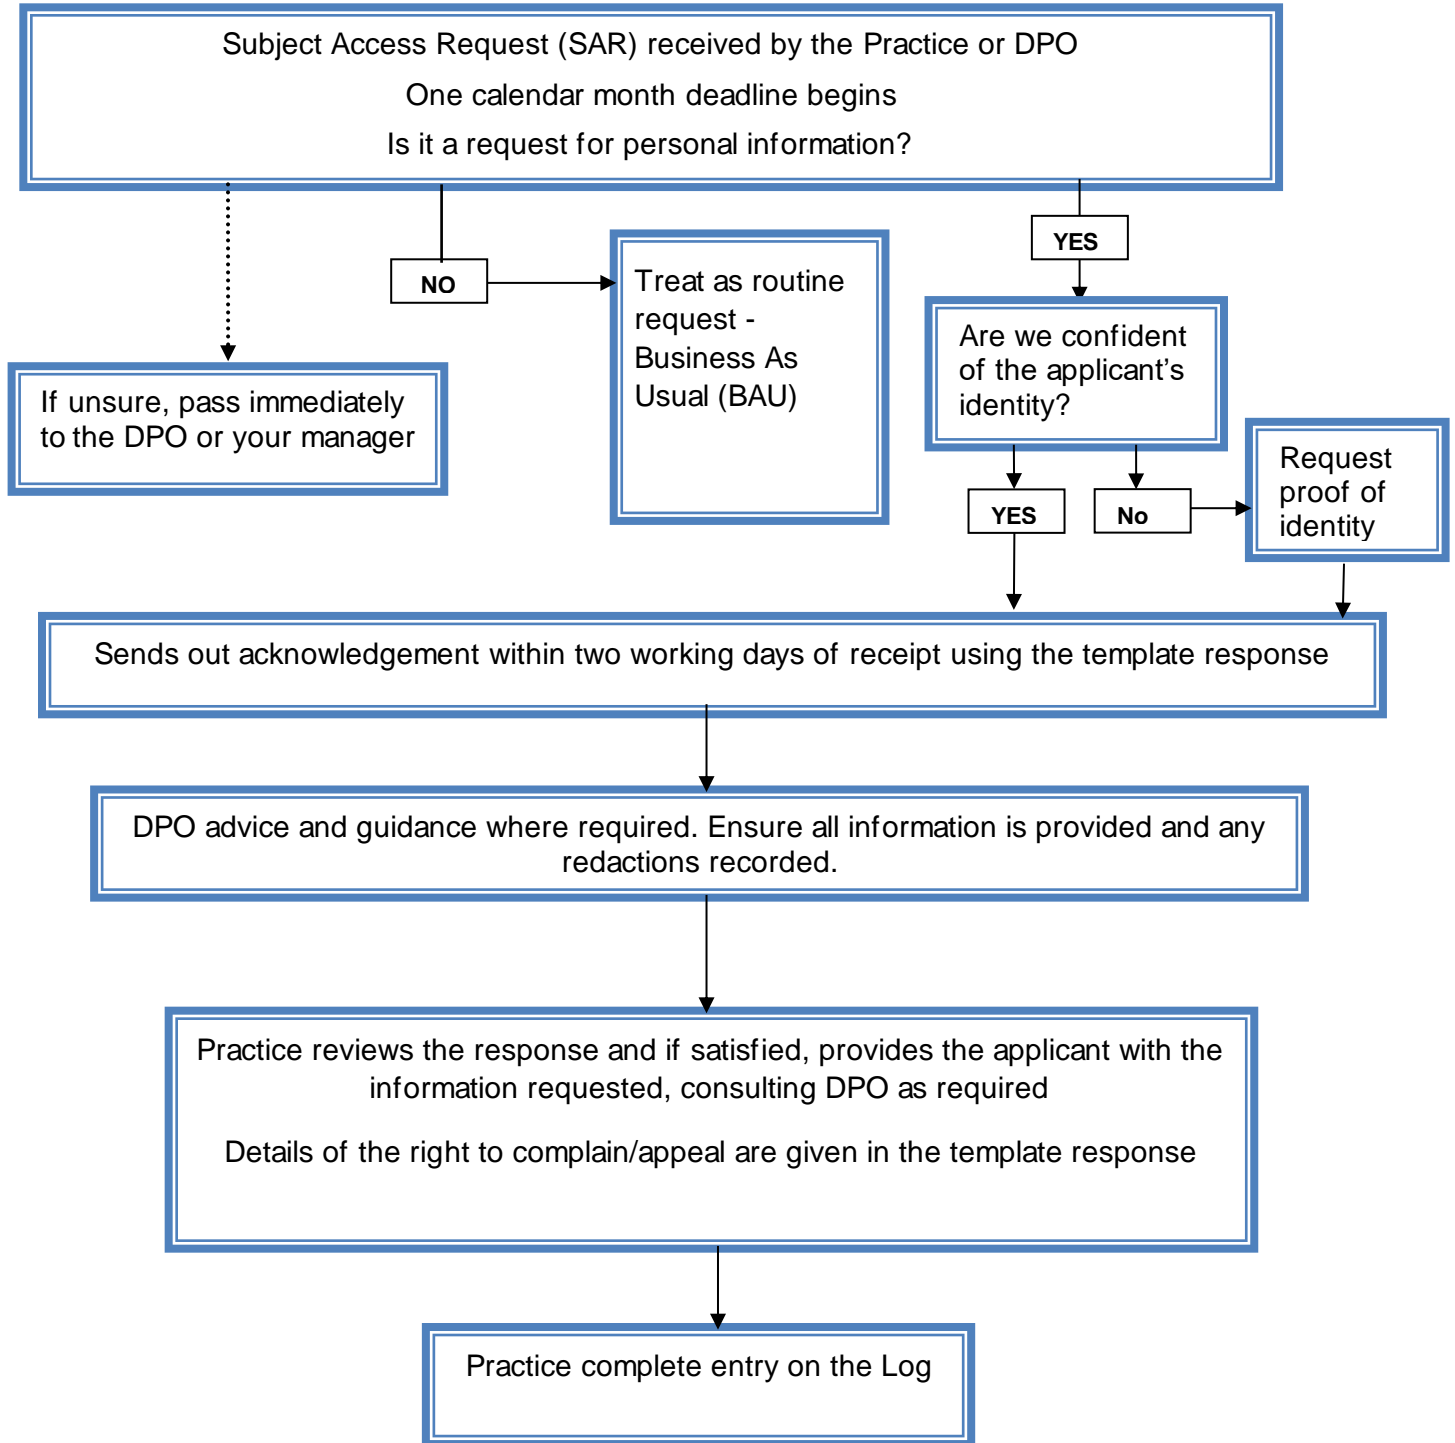 Subject Access Request (SAR) received by the Practice or DPO
One calendar month deadline begins
Is it a request for personal information?
YES
NO
Treat as routine
request -
Business As
Usual (BAU)
Are we confident
of the applicant's
identity?
If unsure, pass immediately
to the DPO or your manager
Request
proof of
identity
YES
No
Sends out acknowledgement within two working days of receipt using the template response
DPO advice and guidance where required. Ensure all information is provided and any
redactions recorded.
Practice reviews the response and if satisfied, provides the applicant with the
information requested, consulting DPO as required
Details of the right to complain/appeal are given in the template response
Practice complete entry on the Log